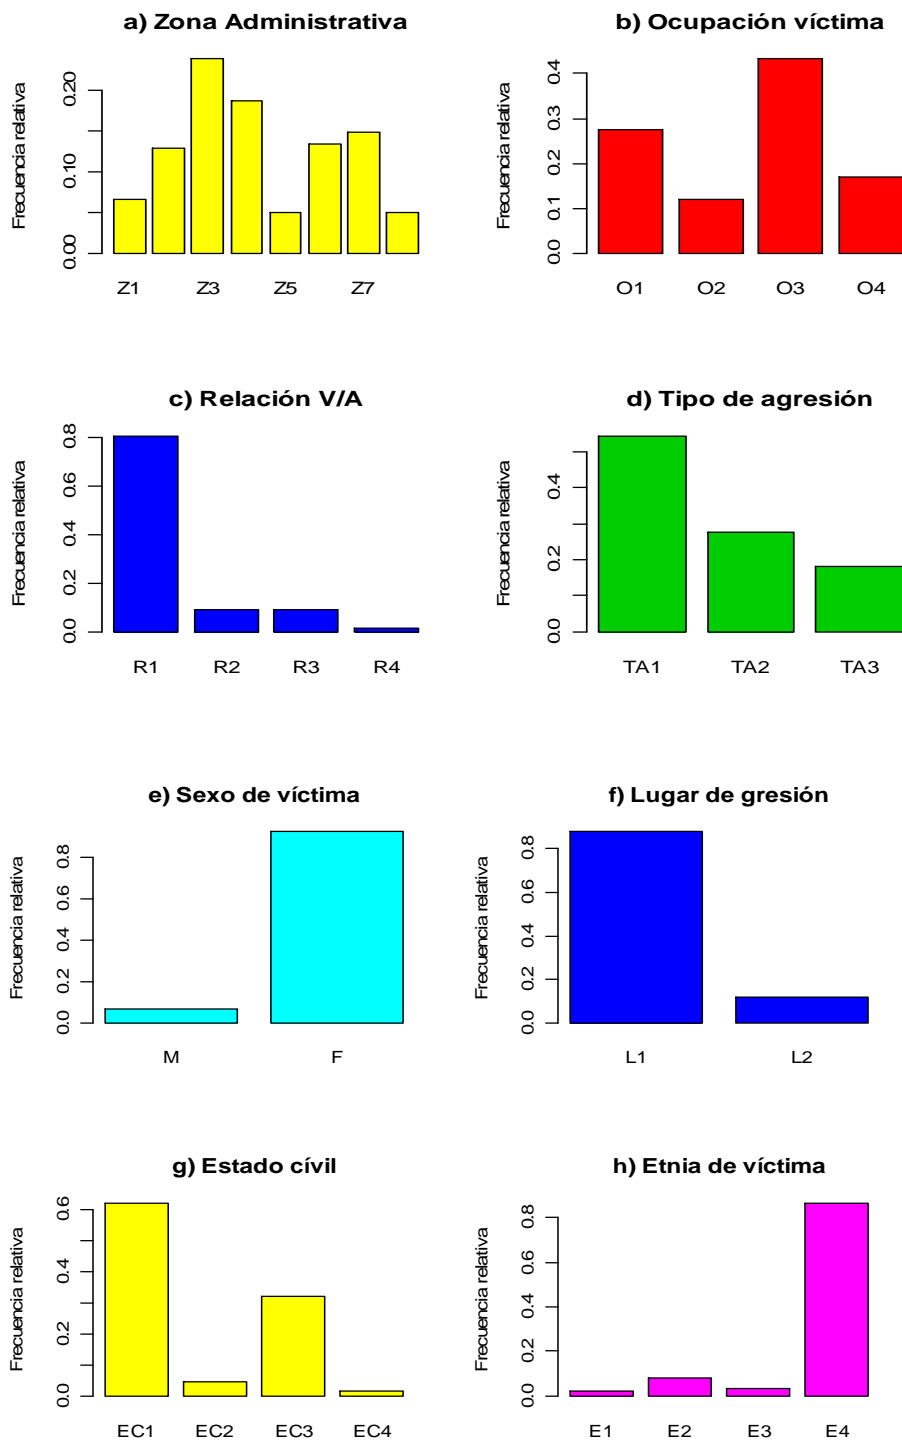 a) Zona Administrativa
Frecuencia relativa
0.00 0.10 0.20
Z1 Z3 Z5 Z7
b) Ocupación víctima
Frecuencia relativa
0.0 0.1 0.2 0.3 0.4
O1 O2 O3 O4
c) Relación V/A
Frecuencia relativa
0.0 0.2 0.4 0.6 0.8
R1 R2 R3 R4
d) Tipo de agresión
Frecuencia relativa
0.0 0.2 0.4
TA1 TA2 TA3
e) Sexo de víctima
Frecuencia relativa
0.0 0.2 0.4 0.6 0.8
M F
f) Lugar de gresión
Frecuencia relativa
0.0 0.2 0.4 0.6 0.8
L1 L2
g) Estado cívil
Frecuencia relativa
0.0 0.2 0.4 0.6
EC1 EC2 EC3 EC4
h) Etnia de víctima
Frecuencia relativa
0.0 0.2 0.4 0.6 0.8
E1 E2 E3 E4